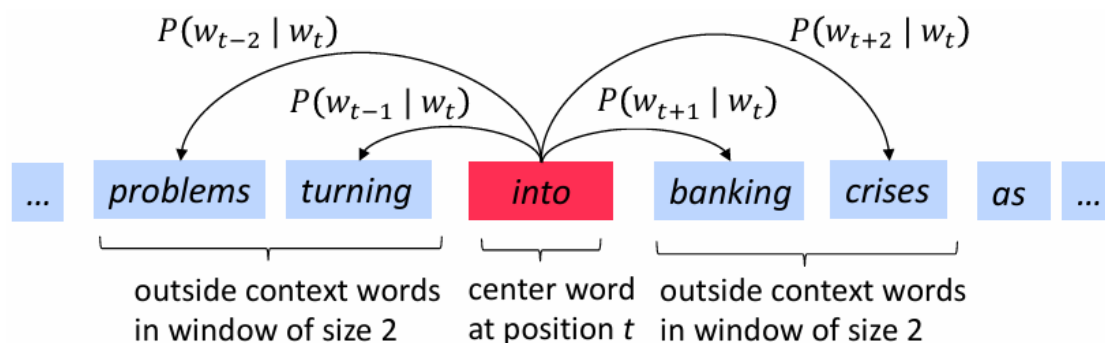 P(w_{t−2} | w_t) P(w_{t+2} | w_t)
P(w_{t−1} | w_t) P(w_{t+1} | w_t)
... problems turning into banking crises as ...
outside context words center word outside context words
in window of size 2 at position t in window of size 2